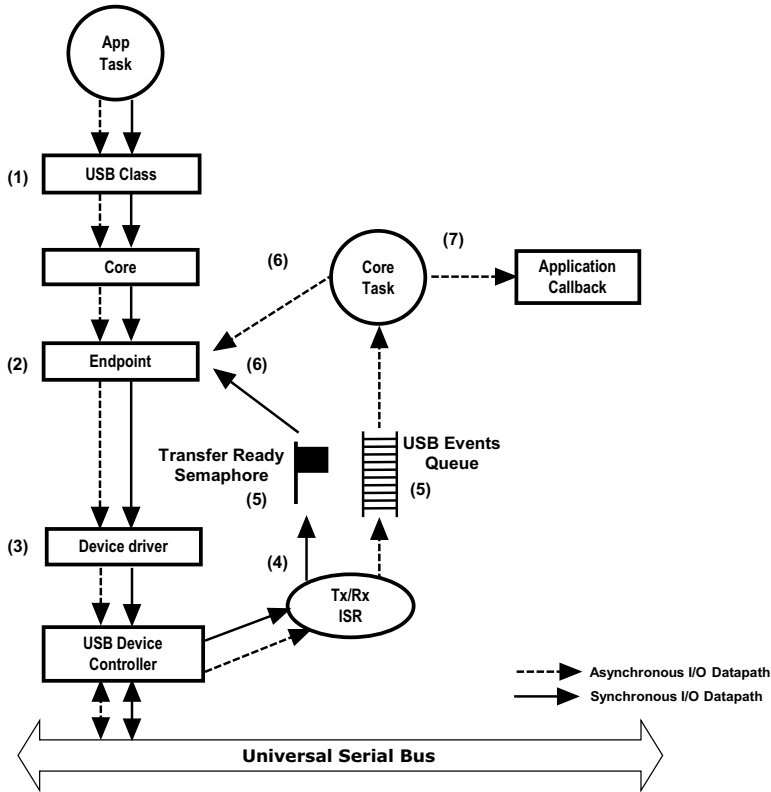 App
Task
(1)
USB Class
Core
(2)
Endpoint
(6)
Core
Task
(7)
Application
Callback
(6)
Transfer Ready
Semaphore
(5)
USB Events
Queue
(5)
(3)
Device driver
(4)
Tx/Rx
ISR
USB Device
Controller
Asynchronous I/O Datapath
Synchronous I/O Datapath
Universal Serial Bus